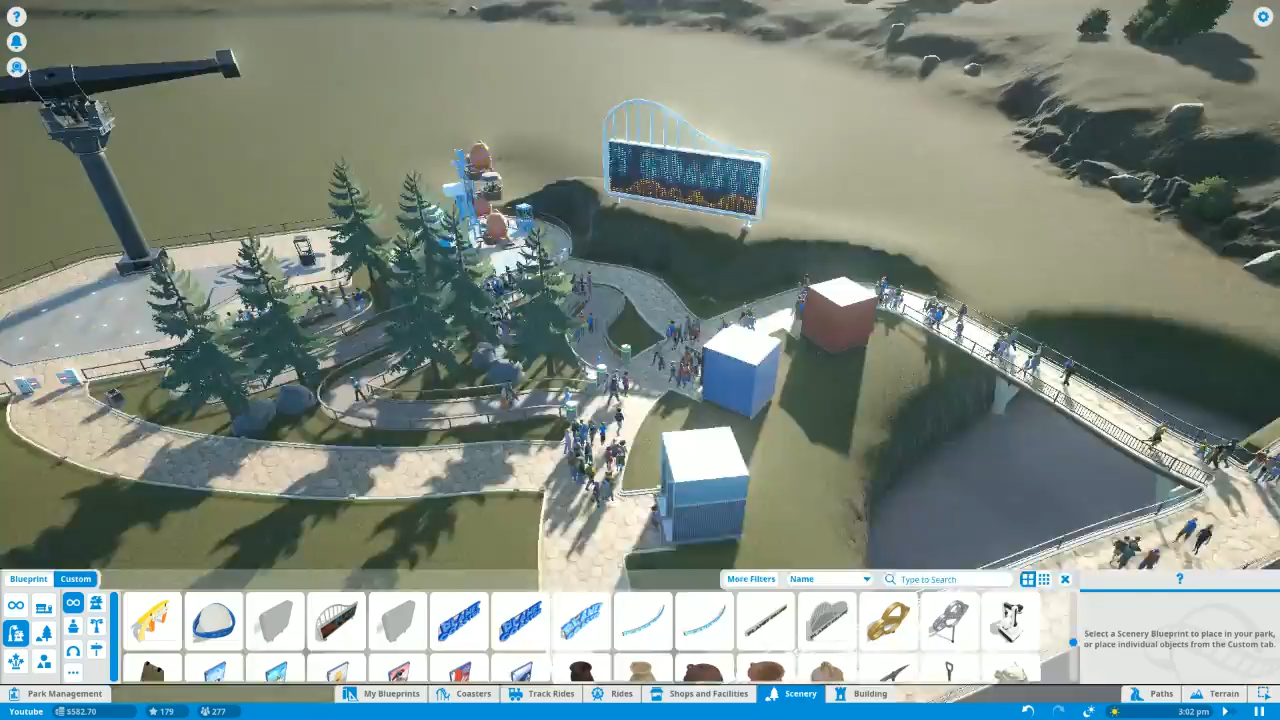 ?
Blueprint Custom
More Filters Name Type to Search
?
Select a Scenery Blueprint to place in your park,
or place individual objects from the Custom tab.
Park Management My Blueprints Coasters Track Rides Rides Shops and Facilities Scenery Building Paths Terrain
Youtube $582.70 179 277 3:02 pm